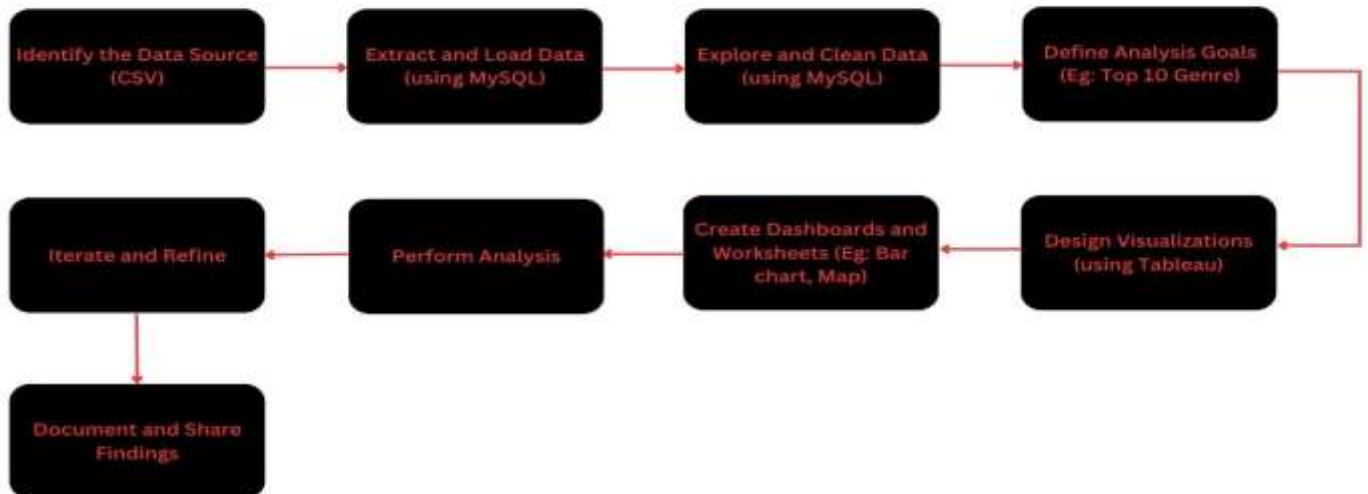 Identify the Data Source
(CSV)
Extract and Load Data
(using MySQL)
Explore and Clean Data
(using MySQL)
Define Analysis Goals
(Eg: Top 10 Genre)
Design Visualizations
(using Tableau)
Create Dashboards and
Worksheets (Eg: Bar
chart, Map)
Perform Analysis
Iterate and Refine
Document and Share
Findings